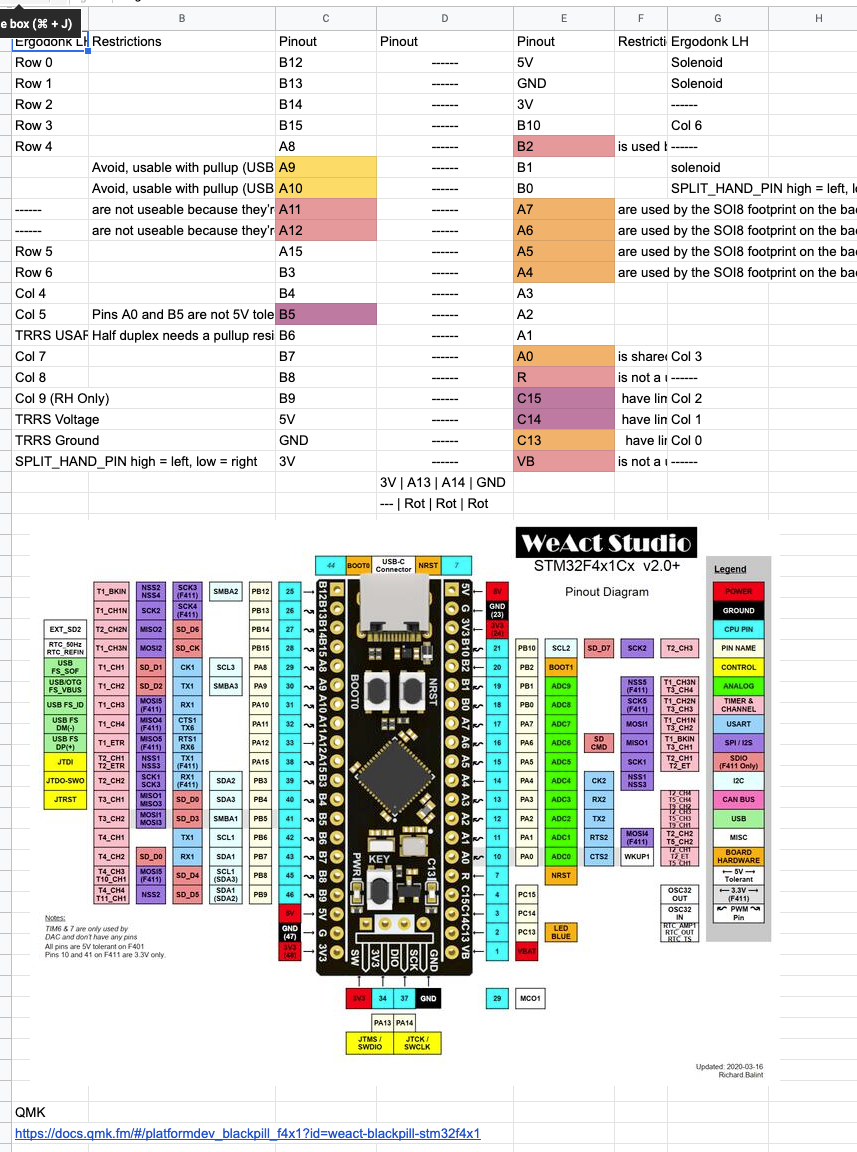 e box (⌘ + J)
B C D E F G H
Ergodonk LH Restrictions Pinout Pinout Pinout Restricti Ergodonk LH
Row 0 B12 ------ 5V Solenoid
Row 1 B13 ------ GND Solenoid
Row 2 B14 ------ 3V ------
Row 3 B15 ------ B10 Col 6
Row 4 A8 ------ B2 is used b ------
Avoid, usable with pullup (USB A9 ------ B1 solenoid
Avoid, usable with pullup (USB A10 ------ B0 SPLIT_HAND_PIN high = left, l
------ are not useable because they'r A11 ------ A7 are used by the SOI8 footprint on the ba
------ are not useable because they'r A12 ------ A6 are used by the SOI8 footprint on the ba
Row 5 A15 ------ A5 are used by the SOI8 footprint on the ba
Row 6 B3 ------ A4 are used by the SOI8 footprint on the ba
Col 4 B4 ------ A3
Col 5 Pins A0 and B5 are not 5V tole B5 ------ A2
TRRS USAR Half duplex needs a pullup resi B6 ------ A1
Col 7 B7 ------ A0 is share Col 3
Col 8 B8 ------ R is not a ------
Col 9 (RH Only) B9 ------ C15 have lim Col 2
TRRS Voltage 5V ------ C14 have lim Col 1
TRRS Ground GND ------ C13 have lir Col 0
SPLIT_HAND_PIN high = left, low = right 3V ------ VB is not a ------
3V | A13 | A14 | GND
--- | Rot | Rot | Rot
WeAct Studio
STM32F4x1Cx v2.0+
Pinout Diagram
44 BOOT0 USB-C Connector NRST 7
Legend
POWER
GROUND
CPU PIN
PIN NAME
CONTROL
ANALOG
TIMER & CHANNEL
USART
SPI / I2S
SDIO (F411 Only)
I2C
CAN BUS
USB
MISC
BOARD HARDWARE
5V Tolerant
3.3V (F411)
PWM Pin
T1_BKIN NSS2 NSS4 SCK3 (F411) SMBA2 PB12 25
T1_CH1N SCK2 SCK4 (F411) PB13 26
EXT_SD2 T1_CH2N MISO2 SD_D6 PB14 27
RTC_50Hz RTC_REFIN T1_CH3N MOSI2 SD_CK PB15 28
USB FS_SOF T1_CH1 SD_D1 CK1 SCL3 PA8 29
USB/OTG FS_VBUS T1_CH2 SD_D2 TX1 SMBA3 PA9 30
USB FS_ID T1_CH3 MOSI5 (F411) RX1 PA10 31
USB FS DM(-) T1_CH4 MISO4 (F411) CTS1 TX6 PA11 32
USB FS DP(+) T1_ETR MISO5 (F411) RTS1 RX6 PA12 33
JTDI T2_CH1 T2_ETR NSS1 NSS3 TX1 (F411) PA15 38
JTDO-SWO T2_CH2 SCK1 SCK3 RX1 (F411) SDA2 PB3 39
JTRST T3_CH1 MISO1 MISO3 SD_D0 SDA3 PB4 40
T3_CH2 MOSI1 MOSI3 SD_D3 SMBA1 PB5 41
T4_CH1 TX1 SCL1 PB6 42
T4_CH2 SD_D0 RX1 SDA1 PB7 43
T4_CH3 T10_CH1 MOSI5 (F411) SD_D4 SCL1 (SDA3) PB8 45
T4_CH4 T11_CH1 NSS2 SD_D5 SDA1 (SDA2) PB9 46
5V
GND (47)
3V3
B12 B13 B14 B15 A8 A9 A10 A11 A12 A15 B3 B4 B5 B6 B7 B8 B9 5V G 3V3
BOOT0 NRST
PWR KEY C13
5V G 3V3 B10 B2 B1 B0 A7 A6 A5 A4 A3 A2 A1 A0 R C15 C14 C13 VB
SW 3V3 DIO SCK GND
5V
GND (23)
3V3 (24)
21 PB10 SCL2 SD_D7 SCK2 T2_CH3
20 PB2 BOOT1
19 PB1 ADC9 NSS5 (F411) T1_CH3N T3_CH4
18 PB0 ADC8 SCK5 (F411) T1_CH2N T3_CH3
17 PA7 ADC7 MOSI1 T1_CH1N T3_CH2
16 PA6 ADC6 SD CMD MISO1 T1_BKIN T3_CH1
15 PA5 ADC5 SCK1 T2_CH1 T2_ET
14 PA4 ADC4 CK2 NSS1 NSS3
13 PA3 ADC3 RX2 T2_CH4 T5_CH4 T9_CH2
12 PA2 ADC2 TX2 T2_CH3 T5_CH3 T9_CH1
11 PA1 ADC1 RTS2 MOSI4 (F411) T2_CH2 T5_CH2
10 PA0 ADC0 CTS2 WKUP1 T2_CH1 T2_ET T5_CH1
7 NRST
4 PC15 OSC32 OUT
3 PC14 OSC32 IN
2 PC13 LED BLUE RTC_AMP1 RTC_OUT RTC_TS
1 VBAT
Notes:
TIM6 & 7 are only used by
DAC and don't have any pins
All pins are 5V tolerant on F401
Pins 10 and 41 on F411 are 3.3V only.
3V3 34 37 GND 29 MCO1
PA13 PA14
JTMS / SWDIO JTCK / SWCLK
Updated: 2020-03-16
Richard Balint
QMK
https://docs.qmk.fm/#/platformdev_blackpill_f4x1?id=weact-blackpill-stm32f4x1